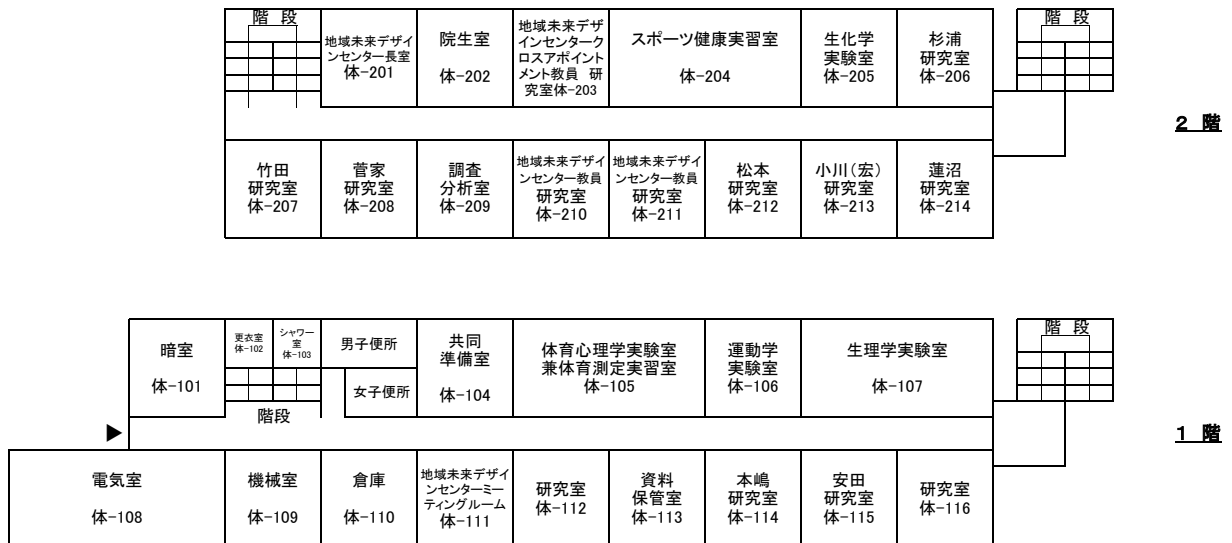 階 段
地域未来デザイ
ンセンター長室
体-201
院生室
体-202
地域未来デザ
インセンターク
ロスアポイント
メント教員 研
究室体-203
スポーツ健康実習室
体-204
生化学
実験室
体-205
杉浦
研究室
体-206
階 段
2 階
竹田
研究室
体-207
菅家
研究室
体-208
調査
分析室
体-209
地域未来デザイ
ンセンター教員
研究室
体-210
地域未来デザイ
ンセンター教員
研究室
体-211
松本
研究室
体-212
小川(宏)
研究室
体-213
蓮沼
研究室
体-214
暗室
体-101
更衣室
体-102
シャワー
室
体-103
男子便所
女子便所
階段
共同
準備室
体-104
体育心理学実験室
兼体育測定実習室
体-105
運動学
実験室
体-106
生理学実験室
体-107
階 段
▶
1 階
電気室
体-108
機械室
体-109
倉庫
体-110
地域未来デザイ
ンセンターミー
ティングルーム
体-111
研究室
体-112
資料
保管室
体-113
本嶋
研究室
体-114
安田
研究室
体-115
研究室
体-116